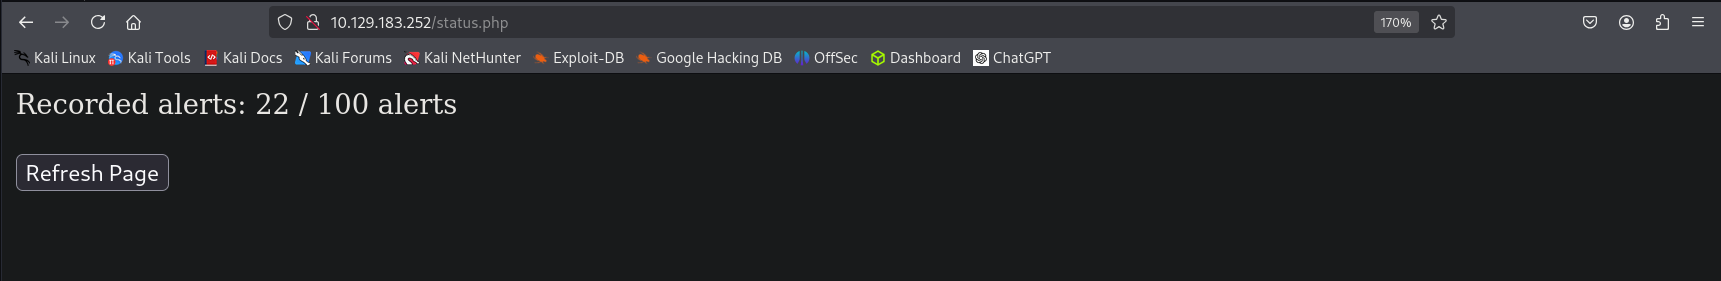 10.129.183.252/status.php
170%
Kali Linux Kali Tools Kali Docs Kali Forums Kali NetHunter Exploit-DB Google Hacking DB OffSec Dashboard ChatGPT
Recorded alerts: 22 / 100 alerts
Refresh Page